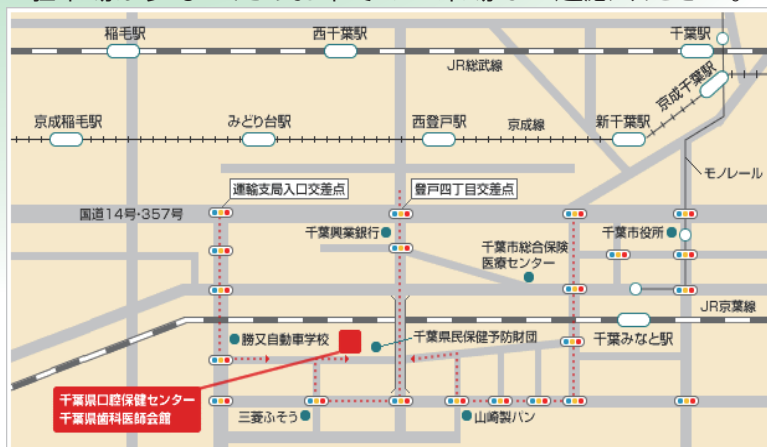 稲毛駅
西千葉駅
千葉駅
JR総武線
京成千葉駅
京成稲毛駅
みどり台駅
西登戸駅
京成線
新千葉駅
モノレール
運輸支局入口交差点
登戸四丁目交差点
国道14号・357号
千葉興業銀行
千葉市総合保険
医療センター
千葉市役所
JR京葉線
勝又自動車学校
千葉県民保健予防財団
千葉みなと駅
千葉県口腔保健センター
千葉県歯科医師会館
三菱ふそう
山崎製パン